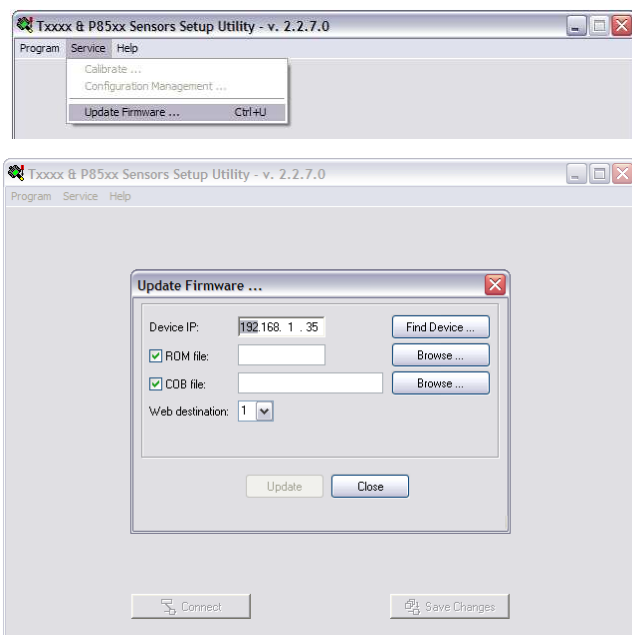 Txxxx & P85xx Sensors Setup Utility - v. 2.2.7.0
Program Service Help
Calibrate ...
Configuration Management ...
Update Firmware ... Ctrl+U
Txxxx & P85xx Sensors Setup Utility - v. 2.2.7.0
Program Service Help
Update Firmware ...
Device IP: 192.168. 1 . 35 Find Device ...
ROM file: Browse ...
COB file: Browse ...
Web destination: 1
Update Close
Connect Save Changes